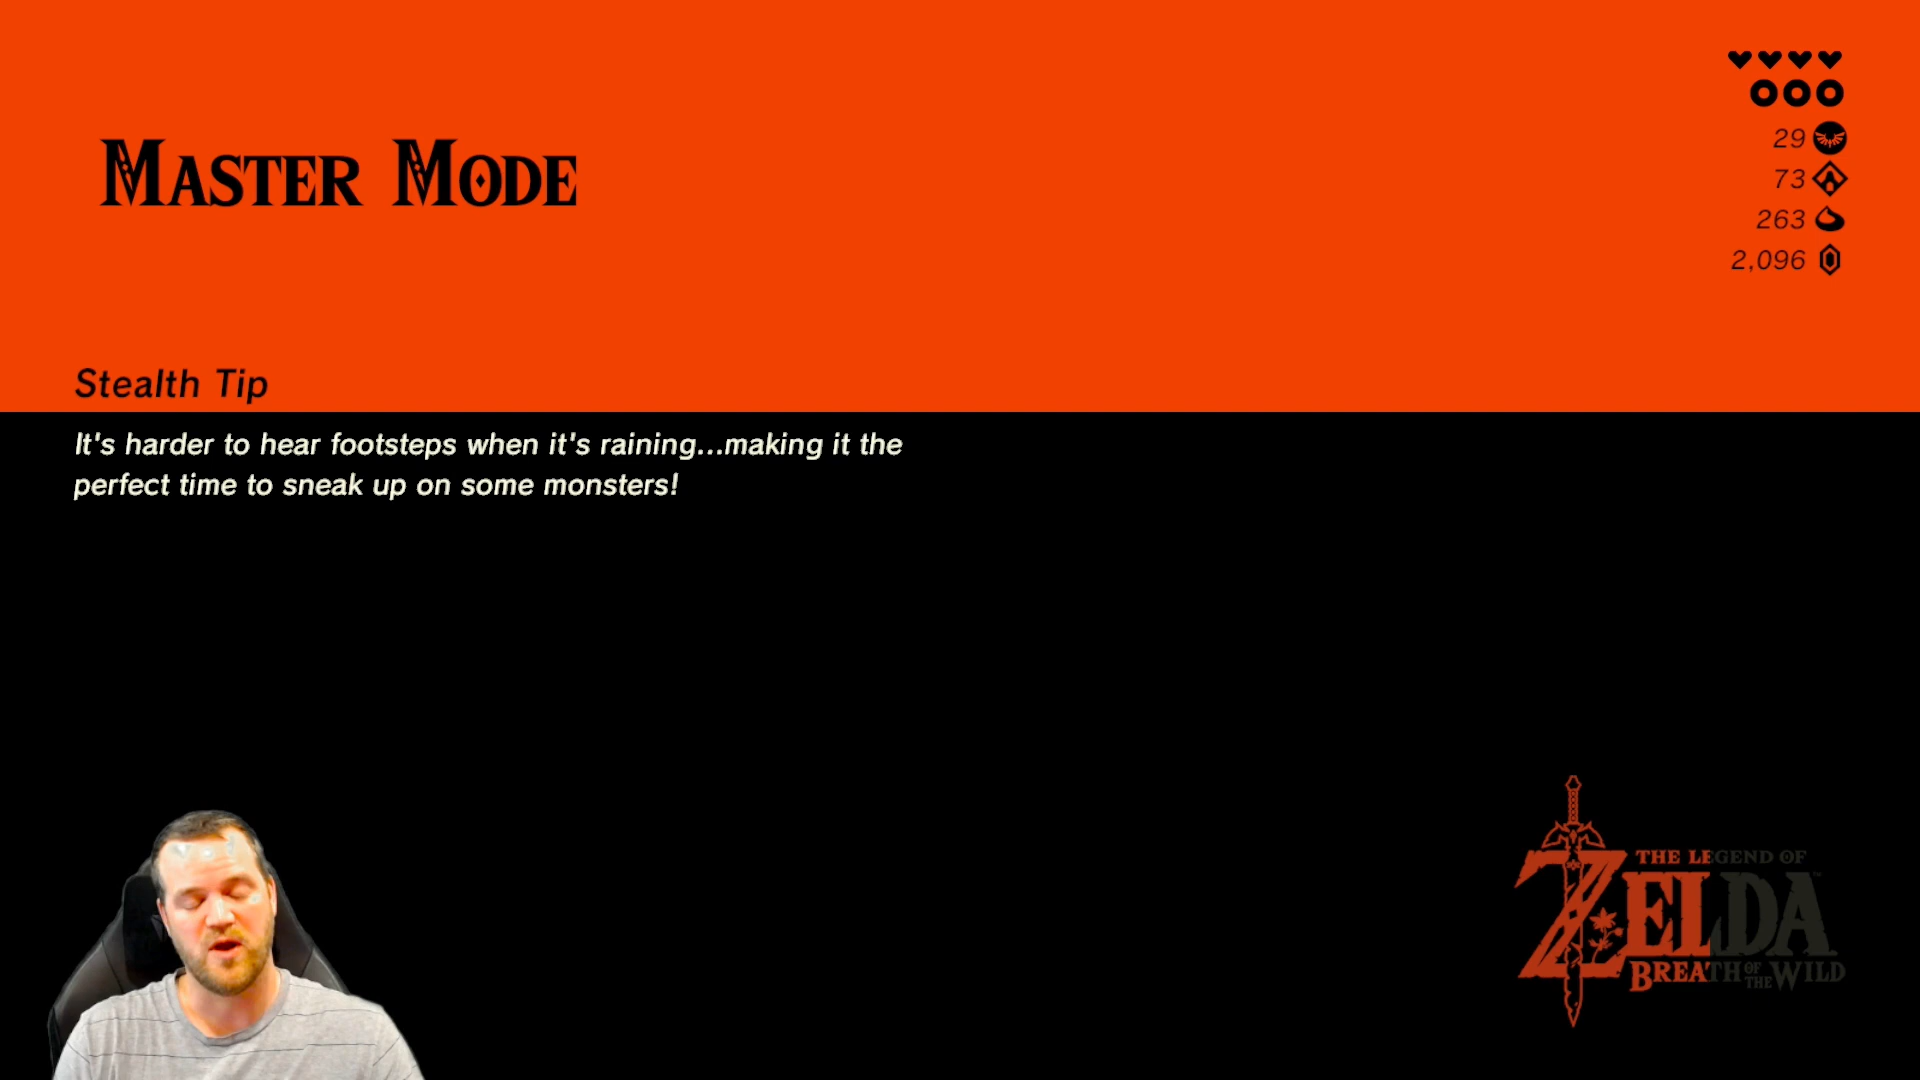 Master Mode
29
73
263
2,096
Stealth Tip
It's harder to hear footsteps when it's raining...making it the
perfect time to sneak up on some monsters!
THE LEGEND OF
ZELDA
BREATH OF THE WILD